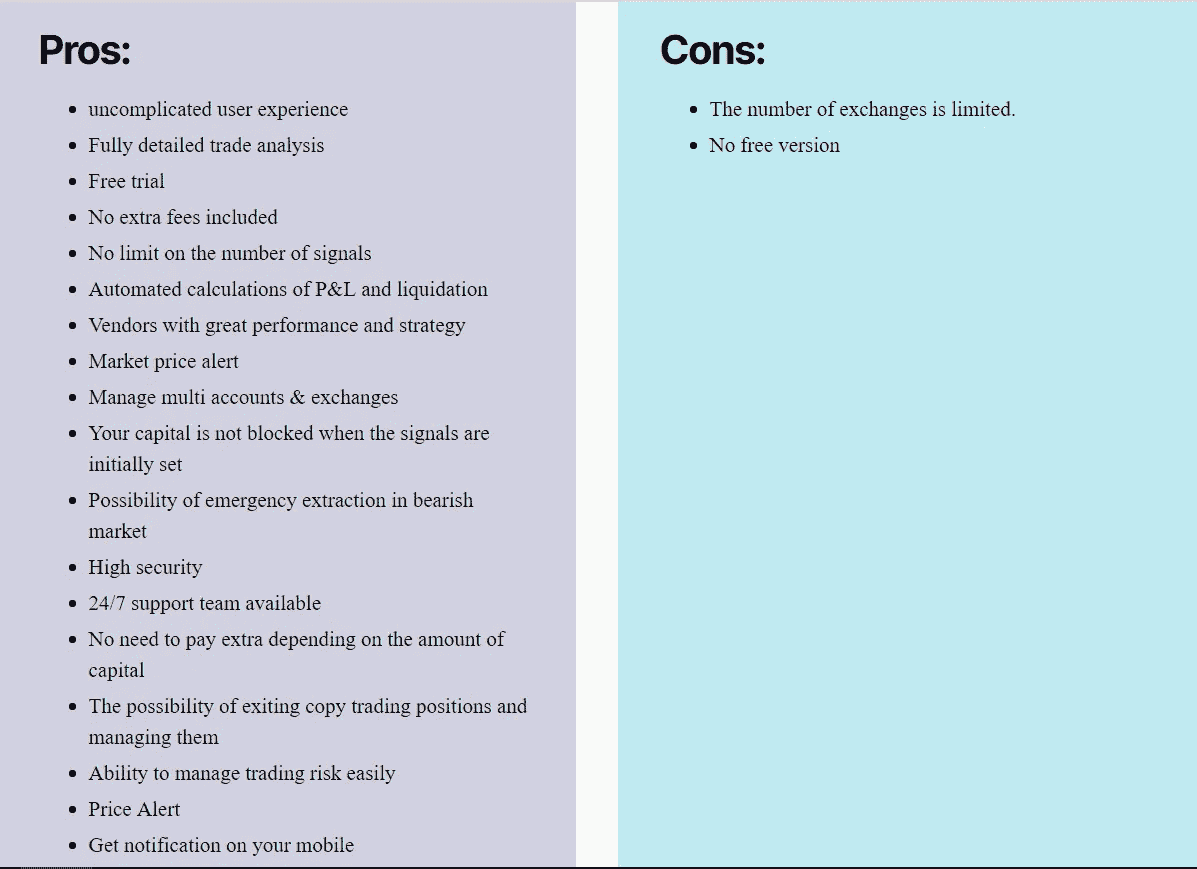 Pros:
uncomplicated user experience
Fully detailed trade analysis
Free trial
No extra fees included
No limit on the number of signals
Automated calculations of P&L and liquidation
Vendors with great performance and strategy
Market price alert
Manage multi accounts & exchanges
Your capital is not blocked when the signals are
initially set
Possibility of emergency extraction in bearish
market
High security
24/7 support team available
No need to pay extra depending on the amount of
capital
The possibility of exiting copy trading positions and
managing them
Ability to manage trading risk easily
Price Alert
Get notification on your mobile
Cons:
The number of exchanges is limited.
No free version